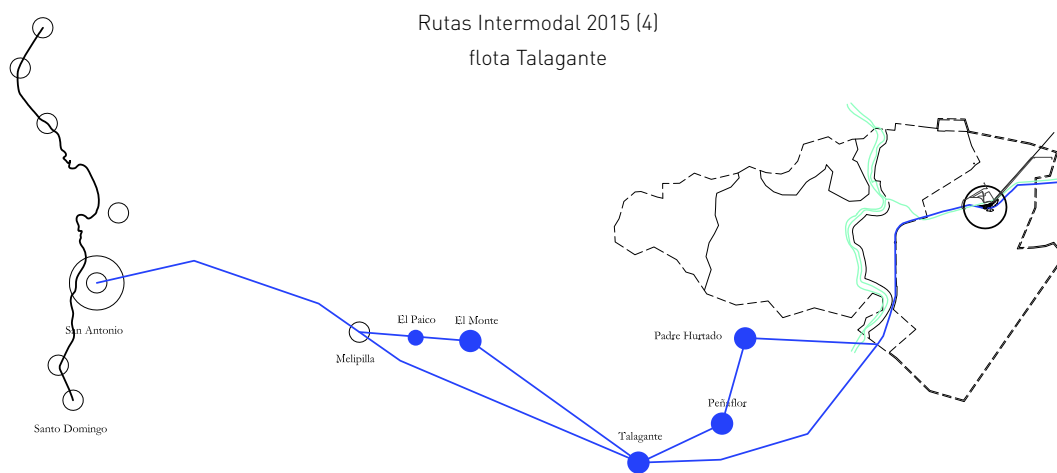 Rutas Intermodal 2015 (4)
flota Talagante
San Antonio
El Paico
El Monte
Melipilla
Padre Hurtado
Peñaflor
Talagante
Santo Domingo